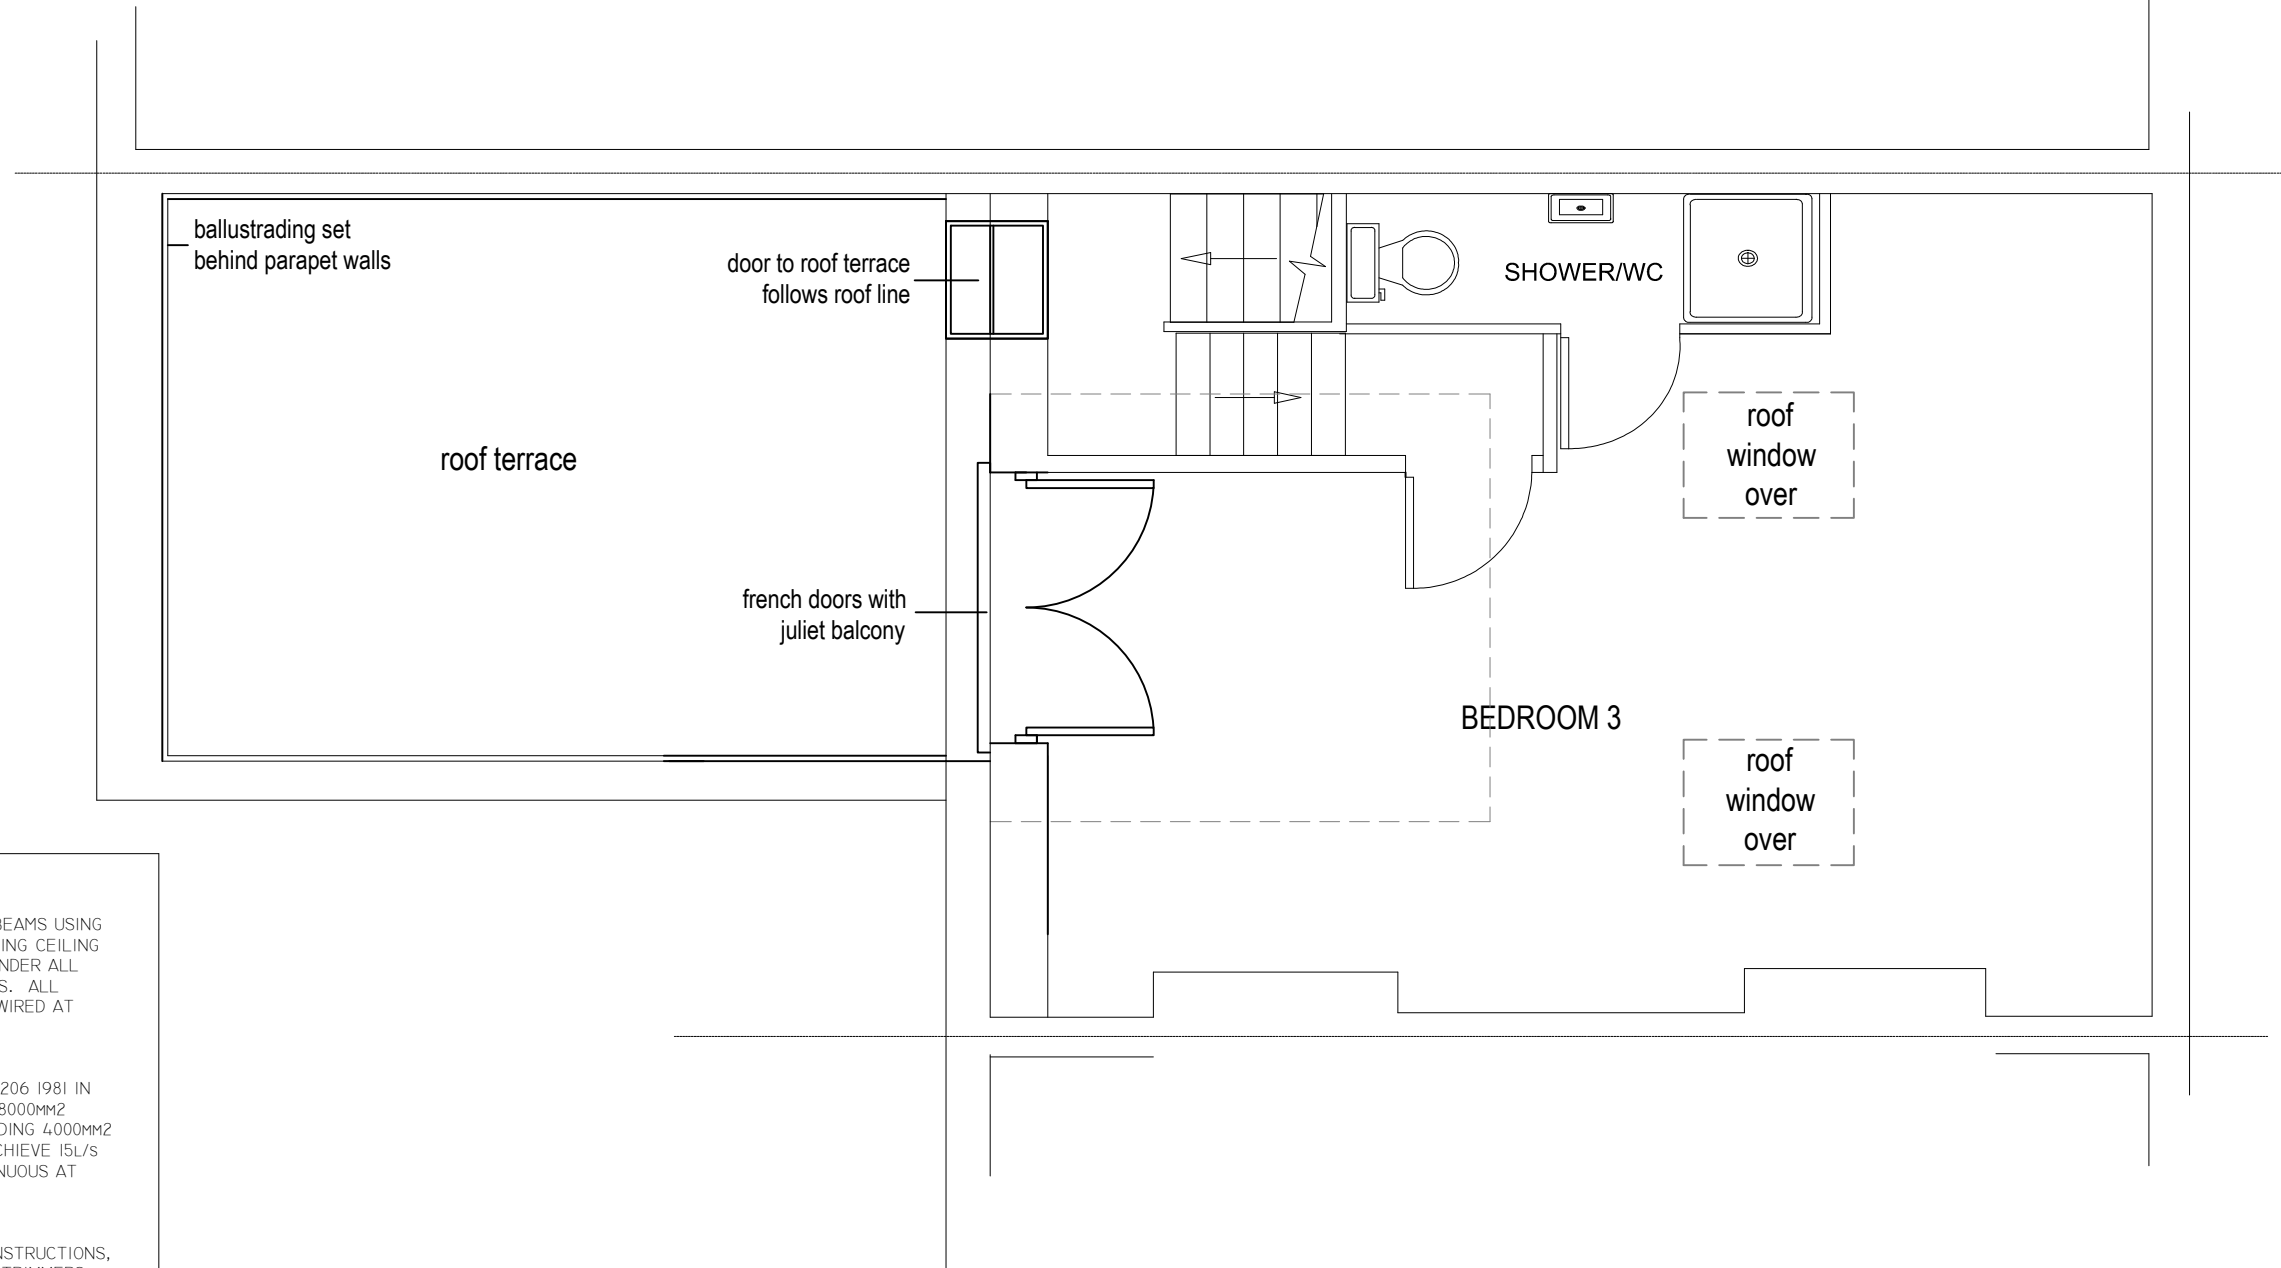 ballustrading set
behind parapet walls
door to roof terrace
follows roof line
SHOWER/WC
roof terrace
roof
window
over
french doors with
juliet balcony
BEDROOM 3
roof
window
over
BEAMS USING
ING CEILING
NDER ALL
S. ALL
WIRED AT
206 1981 IN
8000MM2
DING 4000MM2
CHIEVE 15L/S
NUOUS AT
NSTRUCTIONS,